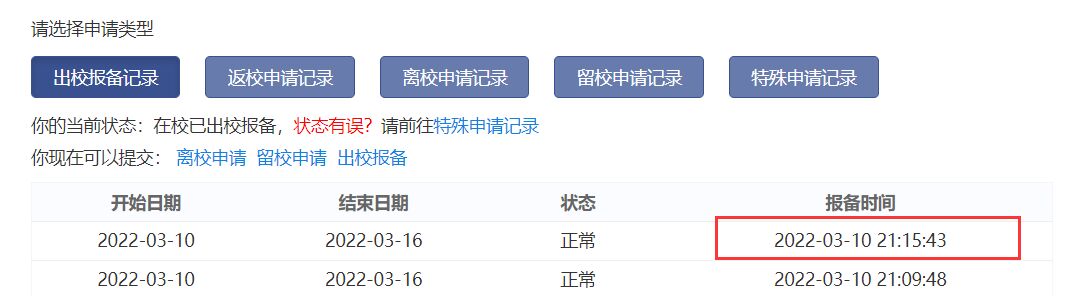 请选择申请类型
出校报备记录 返校申请记录 离校申请记录 留校申请记录 特殊申请记录
你的当前状态：在校已出校报备，状态有误？请前往特殊申请记录
你现在可以提交： 离校申请 留校申请 出校报备
开始日期 结束日期 状态 报备时间
2022-03-10 2022-03-16 正常 2022-03-10 21:15:43
2022-03-10 2022-03-16 正常 2022-03-10 21:09:48